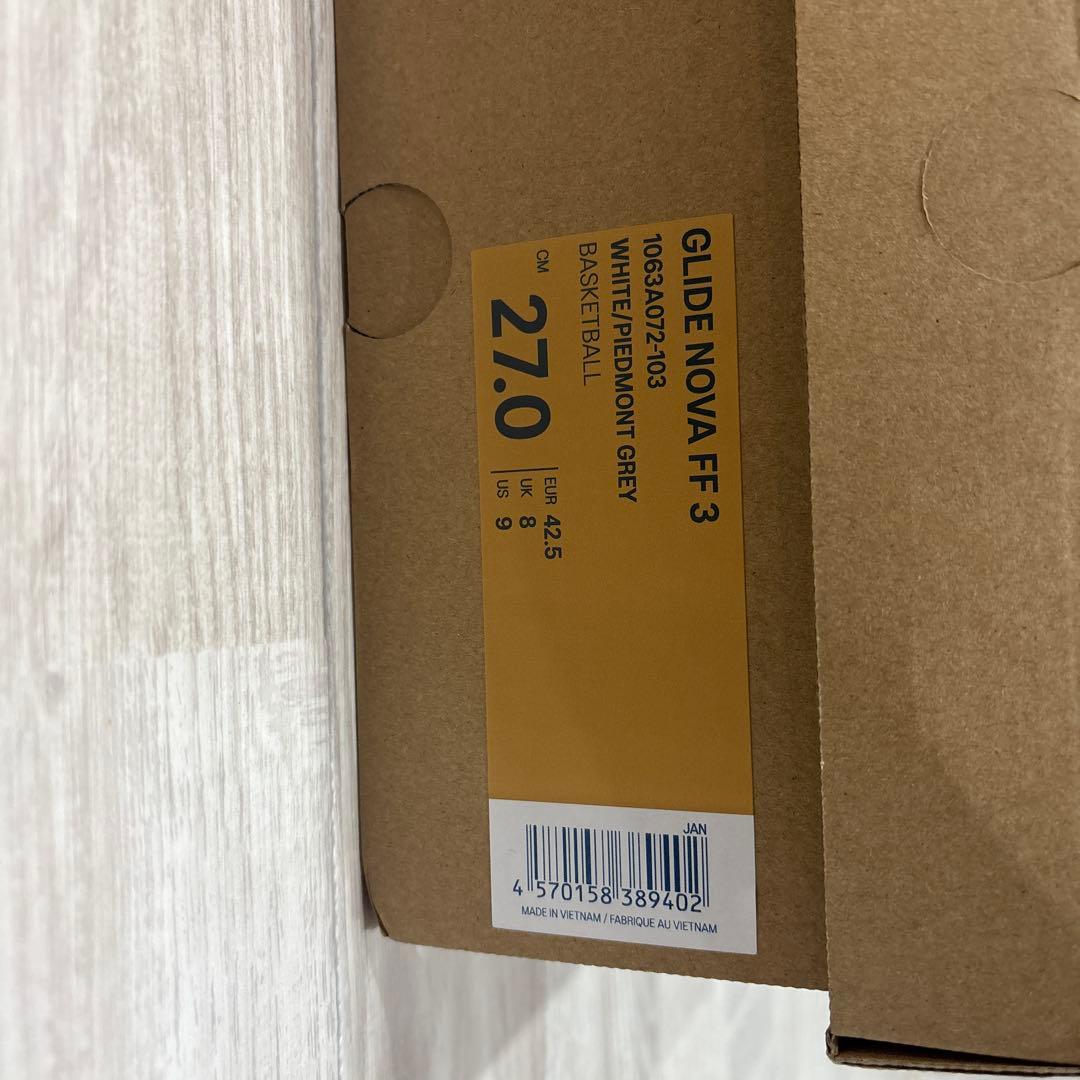 GLIDE NOVA FF 3
1063A072-103
WHITE/PIEDMONT GREY
BASKETBALL
CM 27.0
EUR 42.5
UK 8
US 9
JAN
4 570158 389402
MADE IN VIETNAM / FABRIQUE AU VIETNAM